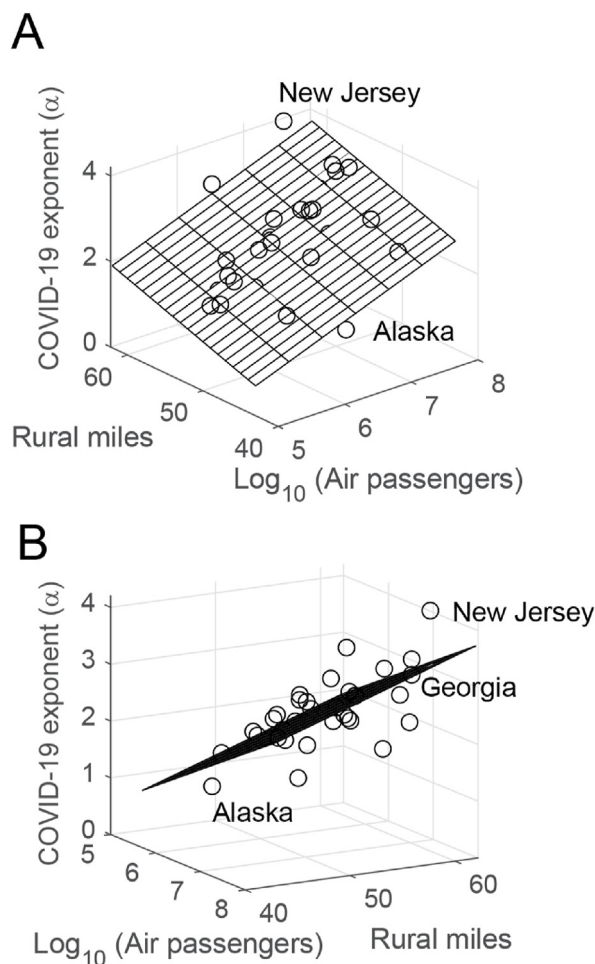 A
New Jersey
COVID-19 exponent (α)
4
2
0
60
50
40
Rural miles
Alaska
5
6
7
8
Log10 (Air passengers)
B
COVID-19 exponent (α)
4
3
2
1
0
New Jersey
Georgia
Alaska
5
6
7
8
40
50
60
Log10 (Air passengers)
Rural miles